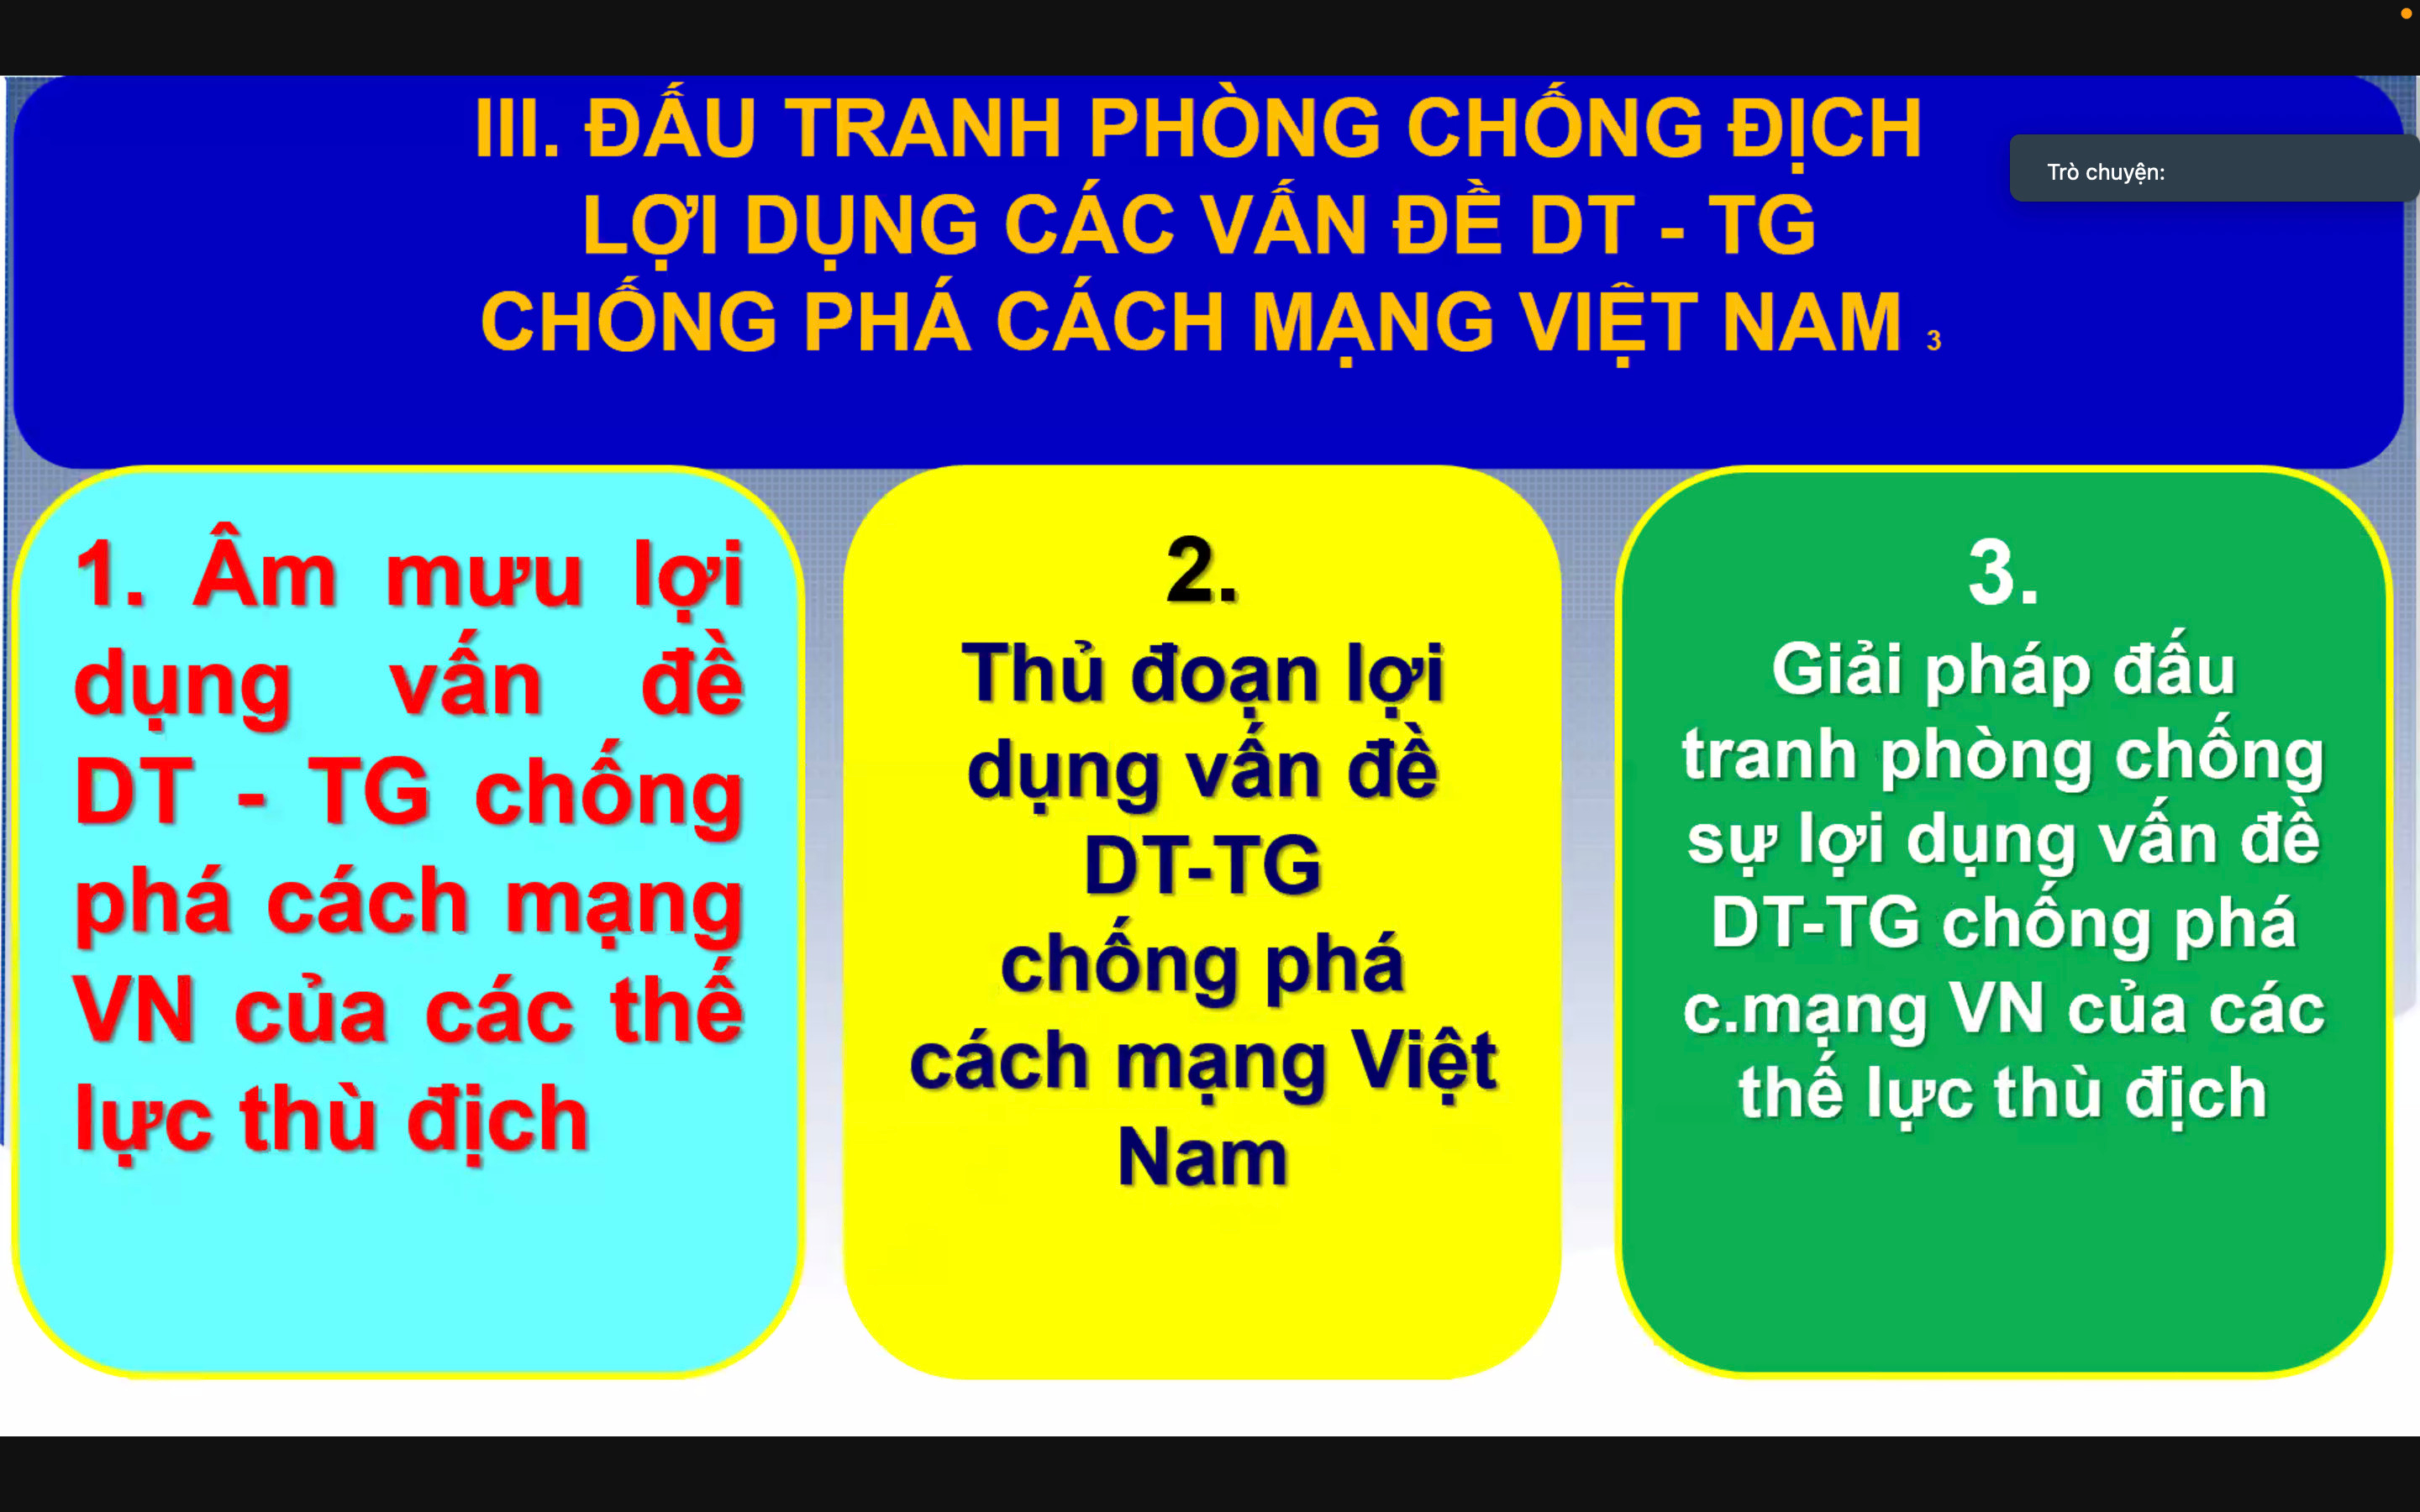 III. ĐẤU TRANH PHÒNG CHỐNG ĐỊCH
LỢI DỤNG CÁC VẤN ĐỀ DT - TG
CHỐNG PHÁ CÁCH MẠNG VIỆT NAM 3
Trò chuyện:
1. Âm mưu lợi
dụng vấn đề
DT - TG chống
phá cách mạng
VN của các thế
lực thù địch
2.
Thủ đoạn lợi
dụng vấn đề
DT-TG
chống phá
cách mạng Việt
Nam
3.
Giải pháp đấu
tranh phòng chống
sự lợi dụng vấn đề
DT-TG chống phá
c.mạng VN của các
thế lực thù địch